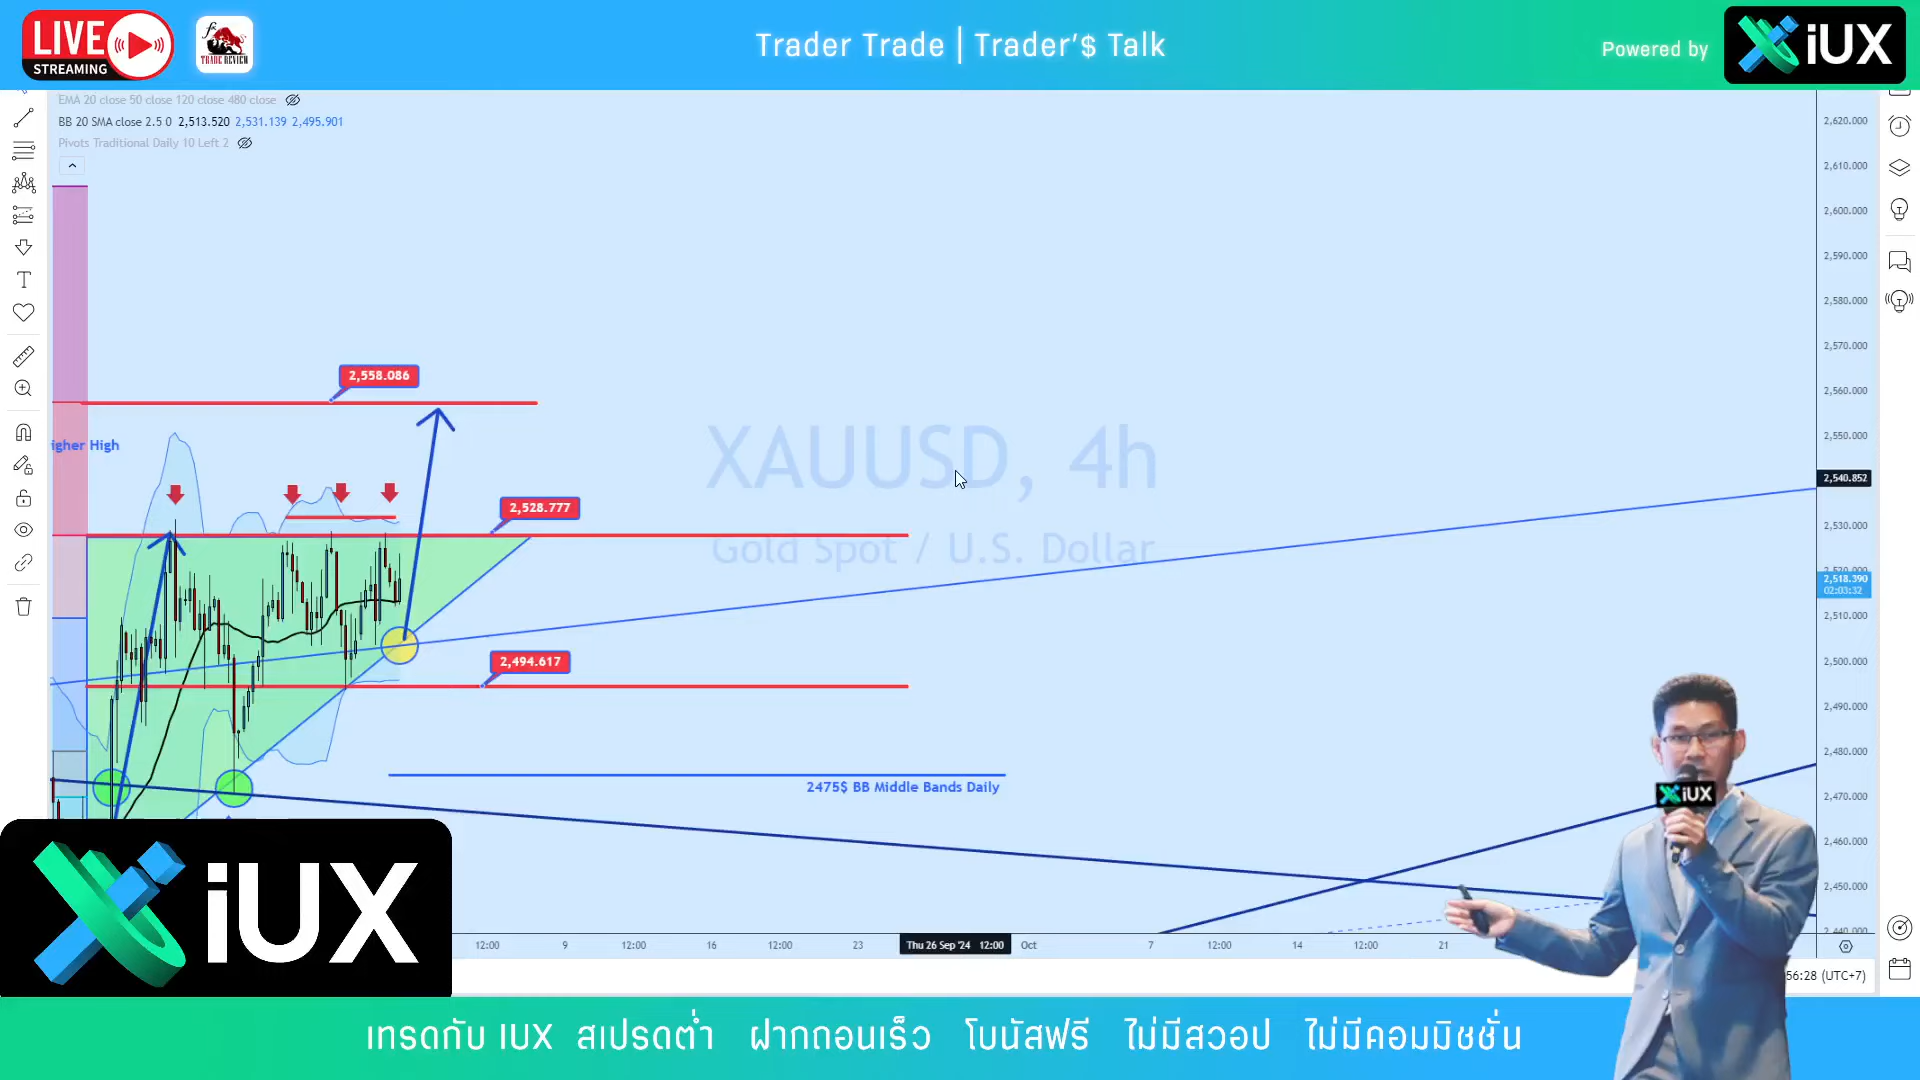 LIVE
STREAMING
fx
TRADE REVIEW
Trader Trade | Trader’$ Talk
Powered by
iUX
EMA 20 close 50 close 120 close 480 close
BB 20 SMA close 2.5 0 2,513.520 2,531.139 2,495.901
Pivots Traditional Daily 10 Left 2
2,620.000
2,610.000
2,600.000
2,590.000
2,580.000
2,570.000
2,560.000
2,550.000
2,540.852
2,530.000
2,520.000
2,518.390
02:03:32
2,510.000
2,500.000
2,490.000
2,480.000
2,470.000
2,460.000
2,450.000
2,440.000
2,558.086
igher High
XAUUSD, 4h
2,528.777
Gold Spot / U.S. Dollar
2,494.617
2475$ BB Middle Bands Daily
iUX
iUX
12:00 9 12:00 16 12:00 23 Thu 26 Sep '24 12:00 Oct 7 12:00 14 12:00 21
56:28 (UTC+7)
เทรดกับ IUX สเปรดต่ำ ฝากถอนเร็ว โบนัสฟรี ไม่มีสวอป ไม่มีคอมมิชชั่น